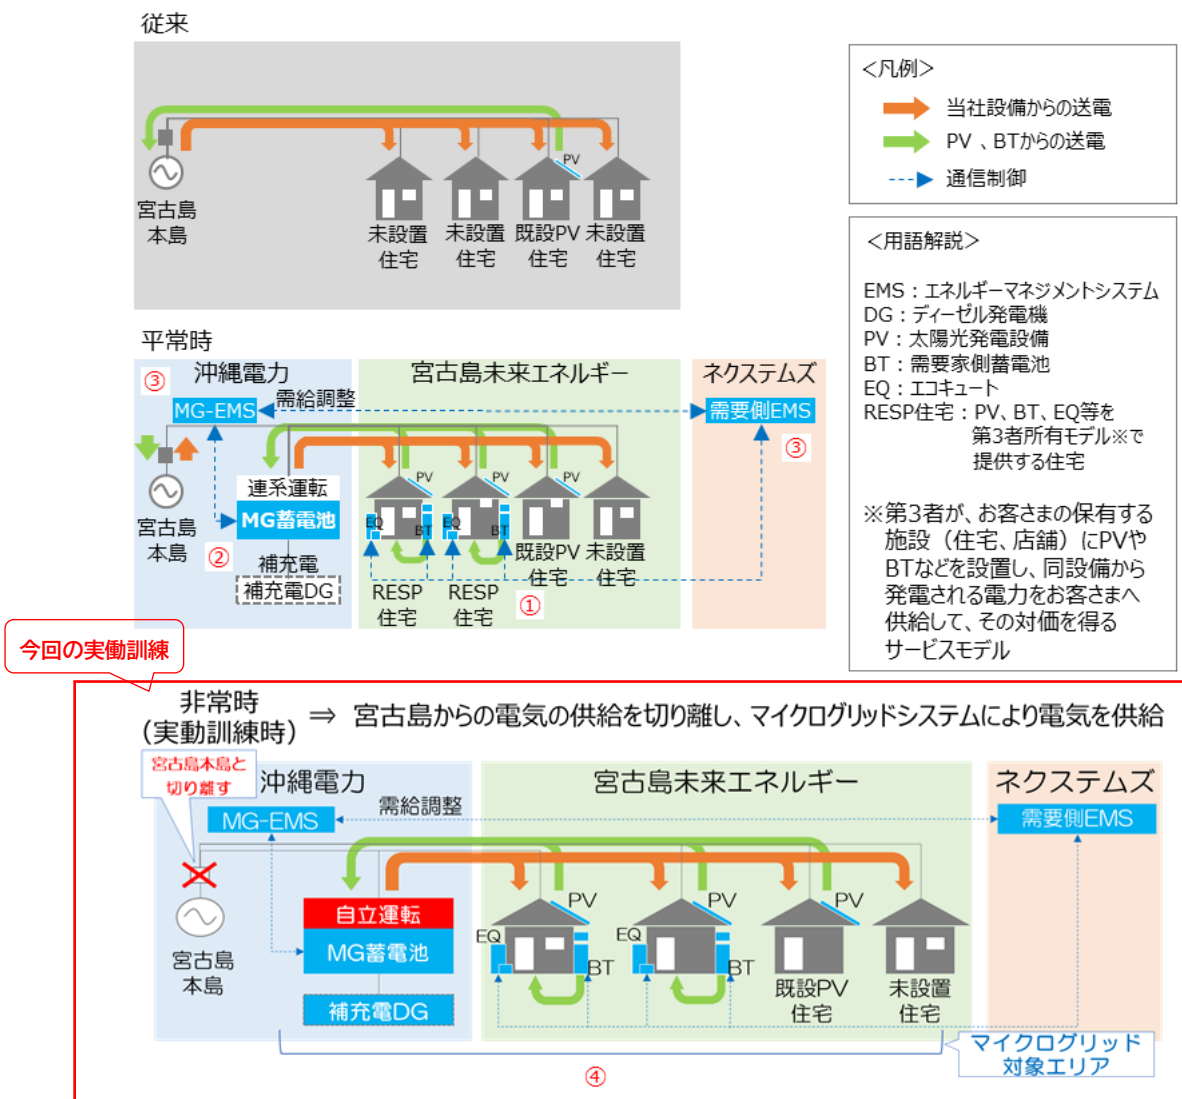 従来
宮古島
本島
PV
未設置
住宅
未設置
住宅
既設PV
住宅
未設置
住宅
<凡例>
当社設備からの送電
PV 、BTからの送電
通信制御
<用語解説>
EMS:エネルギーマネジメントシステム
DG:ディーゼル発電機
PV:太陽光発電設備
BT:需要家側蓄電池
EQ:エコキュート
RESP住宅:PV、BT、EQ等を
第3者所有モデル※で
提供する住宅
※第3者が、お客さまの保有する
施設(住宅、店舗)にPVや
BTなどを設置し、同設備から
発電される電力をお客さまへ
供給して、その対価を得る
サービスモデル
平常時
沖縄電力
宮古島未来エネルギー
ネクステムズ
③
MG-EMS
需給調整
需要側EMS
③
宮古島
本島
連系運転
MG蓄電池
②
補充電
補充電DG
PV
PV
PV
EQ
BT
EQ
BT
RESP
住宅
RESP
住宅
①
既設PV
住宅
未設置
住宅
今回の実働訓練
非常時
(実動訓練時)
⇒ 宮古島からの電気の供給を切り離し、マイクログリッドシステムにより電気を供給
宮古島本島と
切り離す
沖縄電力
宮古島未来エネルギー
ネクステムズ
MG-EMS
需給調整
需要側EMS
宮古島
本島
自立運転
MG蓄電池
補充電DG
PV
PV
PV
EQ
BT
EQ
BT
既設PV
住宅
未設置
住宅
マイクログリッド
対象エリア
④